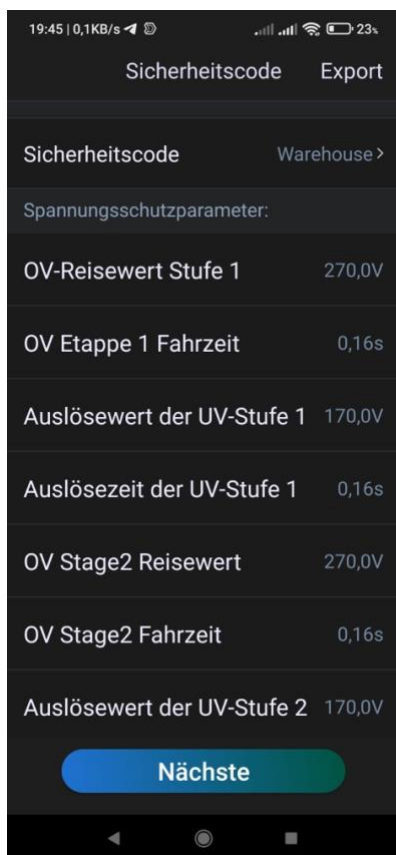 19:45 | 0,1KB/s 23%
Sicherheitscode Export
Sicherheitscode Warehouse >
Spannungsschutzparameter:
OV-Reisewert Stufe 1 270,0V
OV Etappe 1 Fahrzeit 0,16s
Auslösewert der UV-Stufe 1 170,0V
Auslösezeit der UV-Stufe 1 0,16s
OV Stage2 Reisewert 270,0V
OV Stage2 Fahrzeit 0,16s
Auslösewert der UV-Stufe 2 170,0V
Nächste